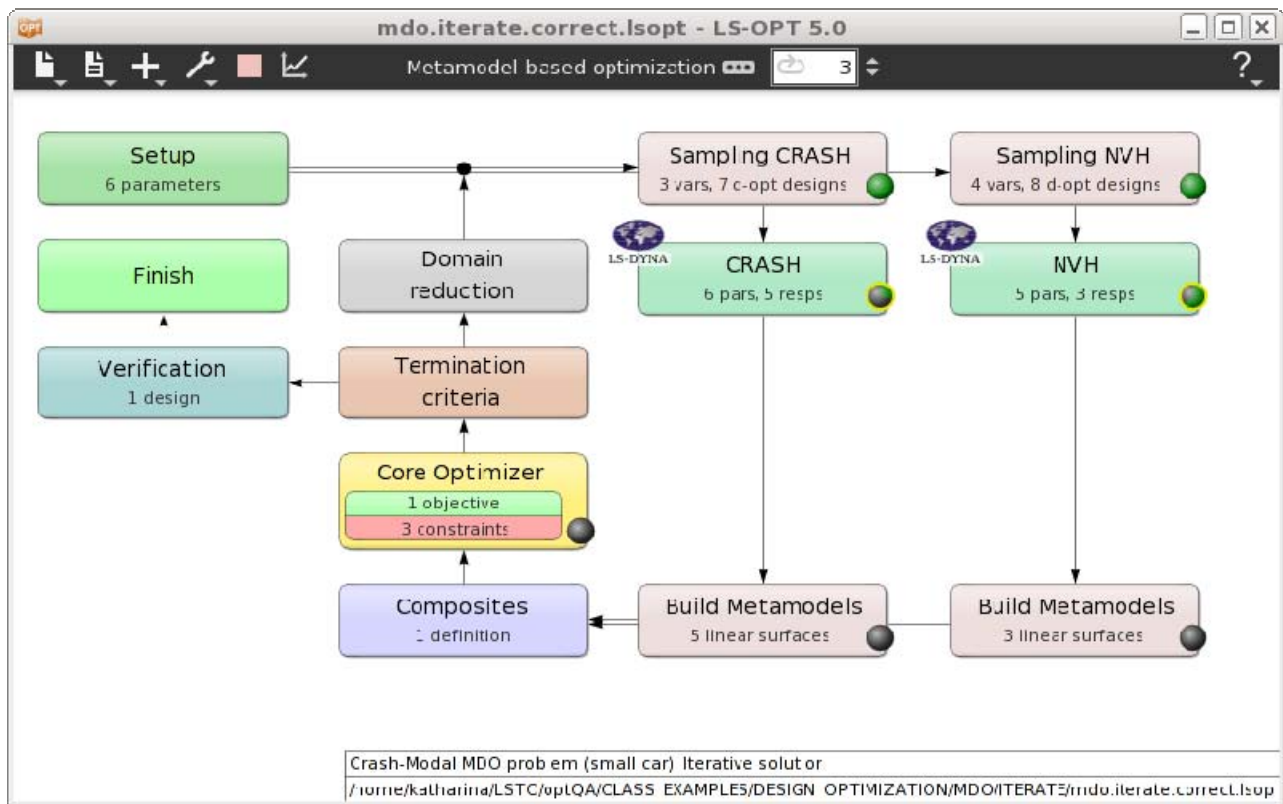 OPT
mdo.iterate.correct.lsopt - LS-OPT 5.0
Metamodel-based optimization
3
?
Setup
6 parameters
Sampling CRASH
3 vars, 7 c-opt designs
Sampling NVH
4 vars, 8 d-opt designs
Finish
Domain
reduction
LS-DYNA
CRASH
6 pars, 5 resps
LS-DYNA
NVH
5 pars, 3 resps
Verification
1 design
Termination
criteria
Core Optimizer
1 objective
3 constraints
Composites
1 definition
Build Metamodels
5 linear surfaces
Build Metamodels
3 linear surfaces
Crash-Modal MDO problem (small car) Iterative solution
/home/katharina/LSTC/optQA/CLASS_EXAMPLES/DESIGN_OPTIMIZATION/MDO/ITERATE/mdo.iterate.correct.lsop